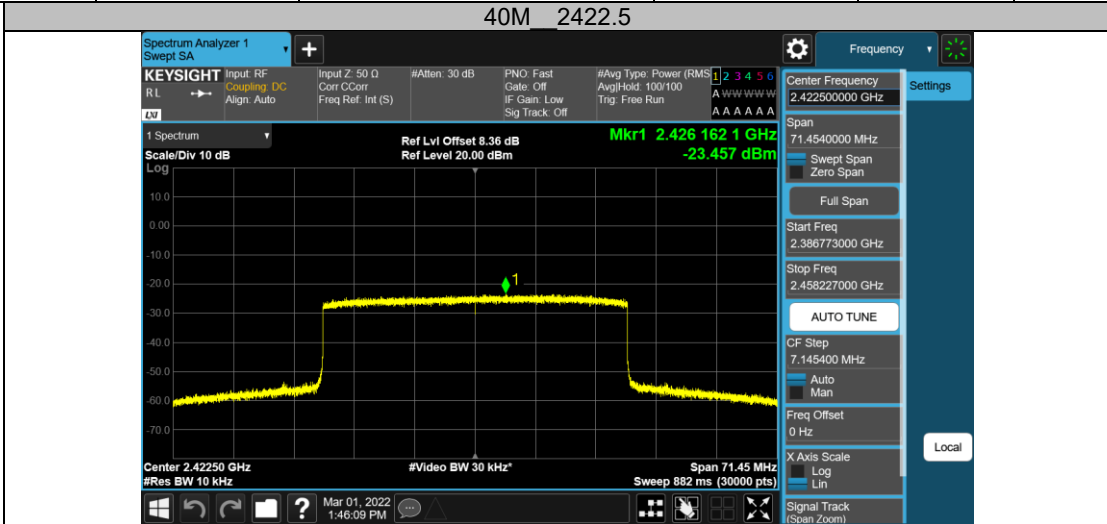 40M__2422.5
Spectrum Analyzer 1
Swept SA
Frequency
KEYSIGHT
RL
LXI
Input: RF
Coupling: DC
Align: Auto
Input Z: 50 Ω
Corr CCorr
Freq Ref: Int (S)
#Atten: 30 dB
PNO: Fast
Gate: Off
IF Gain: Low
Sig Track: Off
#Avg Type: Power (RMS
Avg|Hold: 100/100
Trig: Free Run
1 2 3 4 5 6
A W W W W W
A A A A A A
1 Spectrum
Scale/Div 10 dB
Log
Ref Lvl Offset 8.36 dB
Ref Level 20.00 dBm
Mkr1 2.426 162 1 GHz
-23.457 dBm
10.0
0.00
-10.0
-20.0
-30.0
-40.0
-50.0
-60.0
-70.0
1
Center 2.42250 GHz
#Res BW 10 kHz
#Video BW 30 kHz*
Span 71.45 MHz
Sweep 882 ms (30000 pts)
Mar 01, 2022
1:46:09 PM
Settings
Center Frequency
2.422500000 GHz
Span
71.4540000 MHz
Swept Span
Zero Span
Full Span
Start Freq
2.386773000 GHz
Stop Freq
2.458227000 GHz
AUTO TUNE
CF Step
7.145400 MHz
Auto
Man
Freq Offset
0 Hz
X Axis Scale
Log
Lin
Signal Track
(Span Zoom)
Local